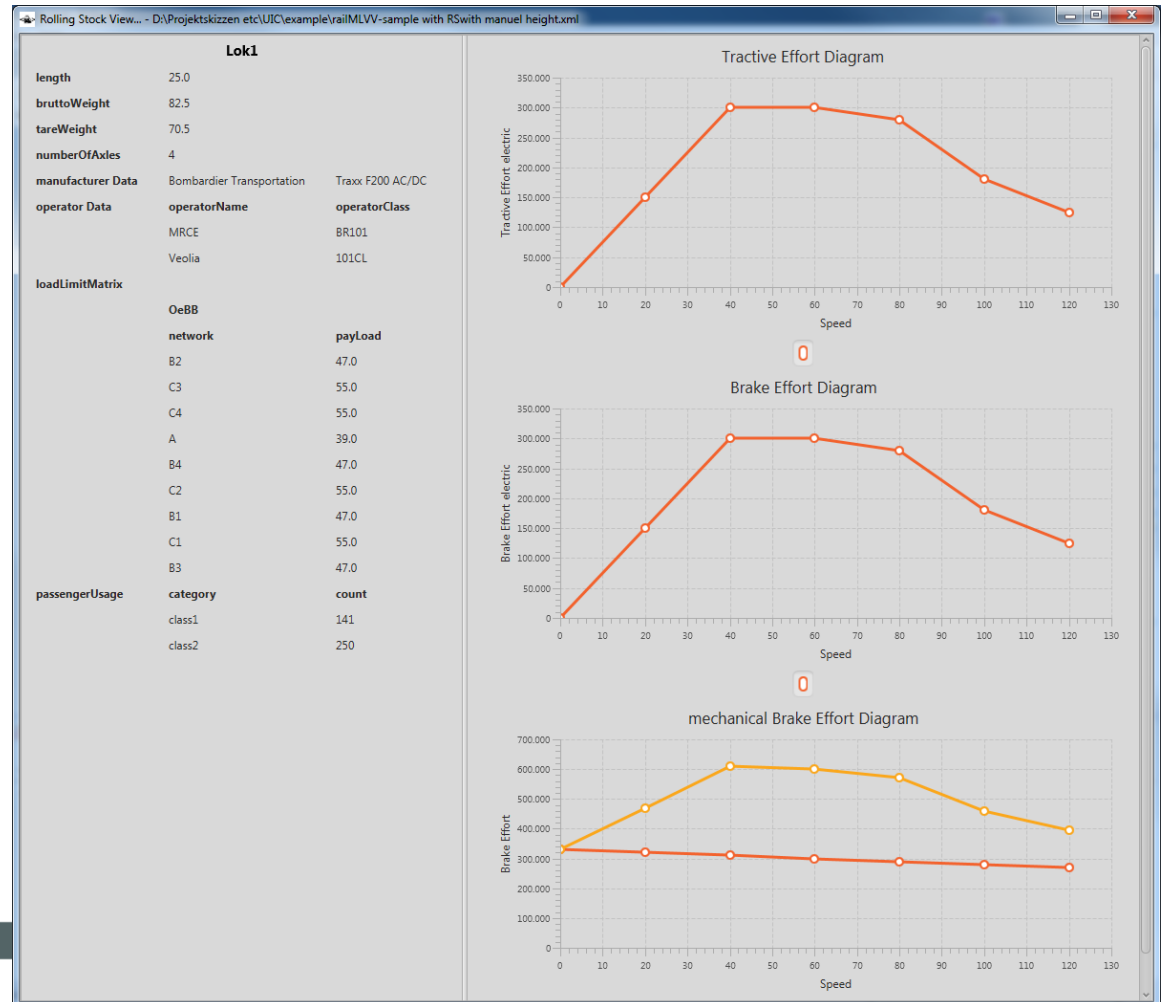 Rolling Stock View... - D:\Projektskizzen etc\UIC\example\railMLVV-sample with RSwith manuel height.xml
Lok1
length 25.0
bruttoWeight 82.5
tareWeight 70.5
numberOfAxles 4
manufacturer Data Bombardier Transportation Traxx F200 AC/DC
operator Data operatorName operatorClass
MRCE BR101
Veolia 101CL
loadLimitMatrix
OeBB
network payLoad
B2 47.0
C3 55.0
C4 55.0
A 39.0
B4 47.0
C2 55.0
B1 47.0
C1 55.0
B3 47.0
passengerUsage category count
class1 141
class2 250
Tractive Effort Diagram
Tractive Effort electric
350.000
300.000
250.000
200.000
150.000
100.000
50.000
0
0 10 20 30 40 50 60 70 80 90 100 110 120 130
Speed
0
Brake Effort Diagram
Brake Effort electric
350.000
300.000
250.000
200.000
150.000
100.000
50.000
0
0 10 20 30 40 50 60 70 80 90 100 110 120 130
Speed
0
mechanical Brake Effort Diagram
Brake Effort
700.000
600.000
500.000
400.000
300.000
200.000
100.000
0
0 10 20 30 40 50 60 70 80 90 100 110 120 130
Speed